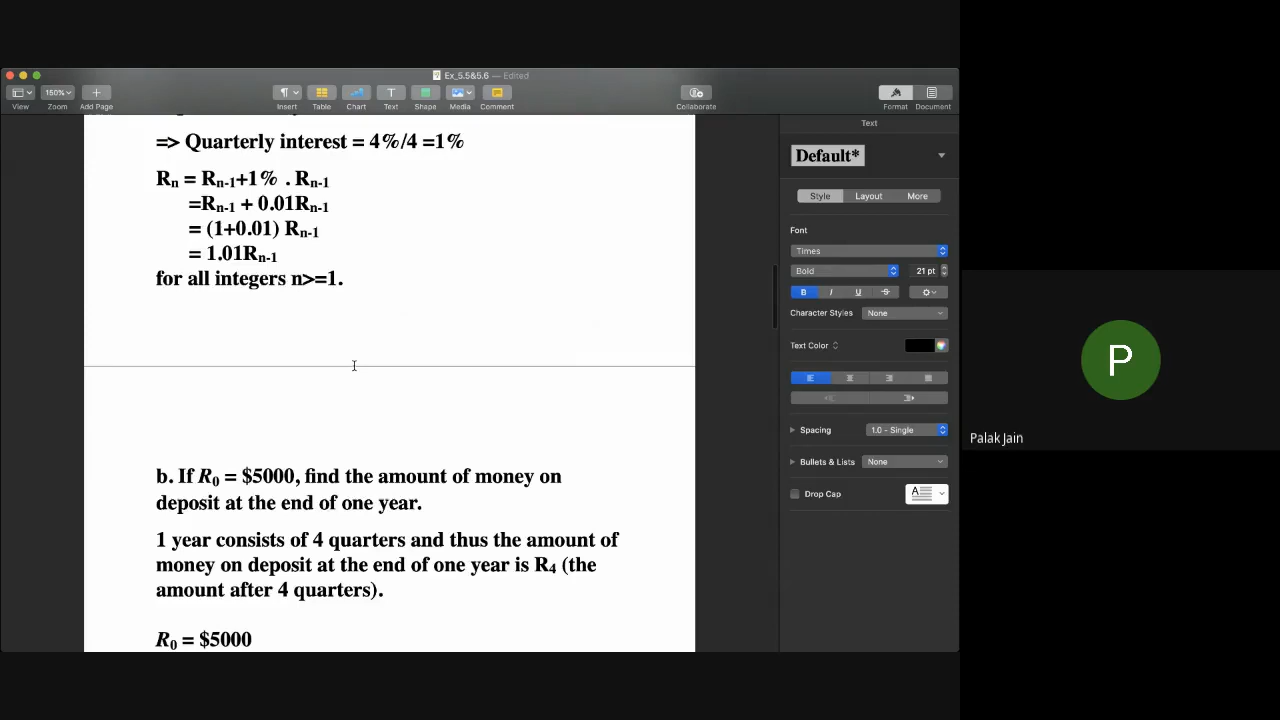 Ex_5.5&5.6 — Edited
150%
View
Zoom
Add Page
Insert
Table
Chart
Text
Shape
Media
Comment
Collaborate
Format
Document
=> Quarterly interest = 4%/4 =1%
Rn = Rn-1+1% . Rn-1
=Rn-1 + 0.01Rn-1
= (1+0.01) Rn-1
= 1.01Rn-1
for all integers n>=1.
b. If R0 = $5000, find the amount of money on
deposit at the end of one year.
1 year consists of 4 quarters and thus the amount of
money on deposit at the end of one year is R4 (the
amount after 4 quarters).
R0 = $5000
Text
Default*
Style
Layout
More
Font
Times
Bold
21 pt
B I U S
Character Styles
None
Text Color
Spacing
1.0 - Single
Bullets & Lists
None
Drop Cap
A
P
Palak Jain